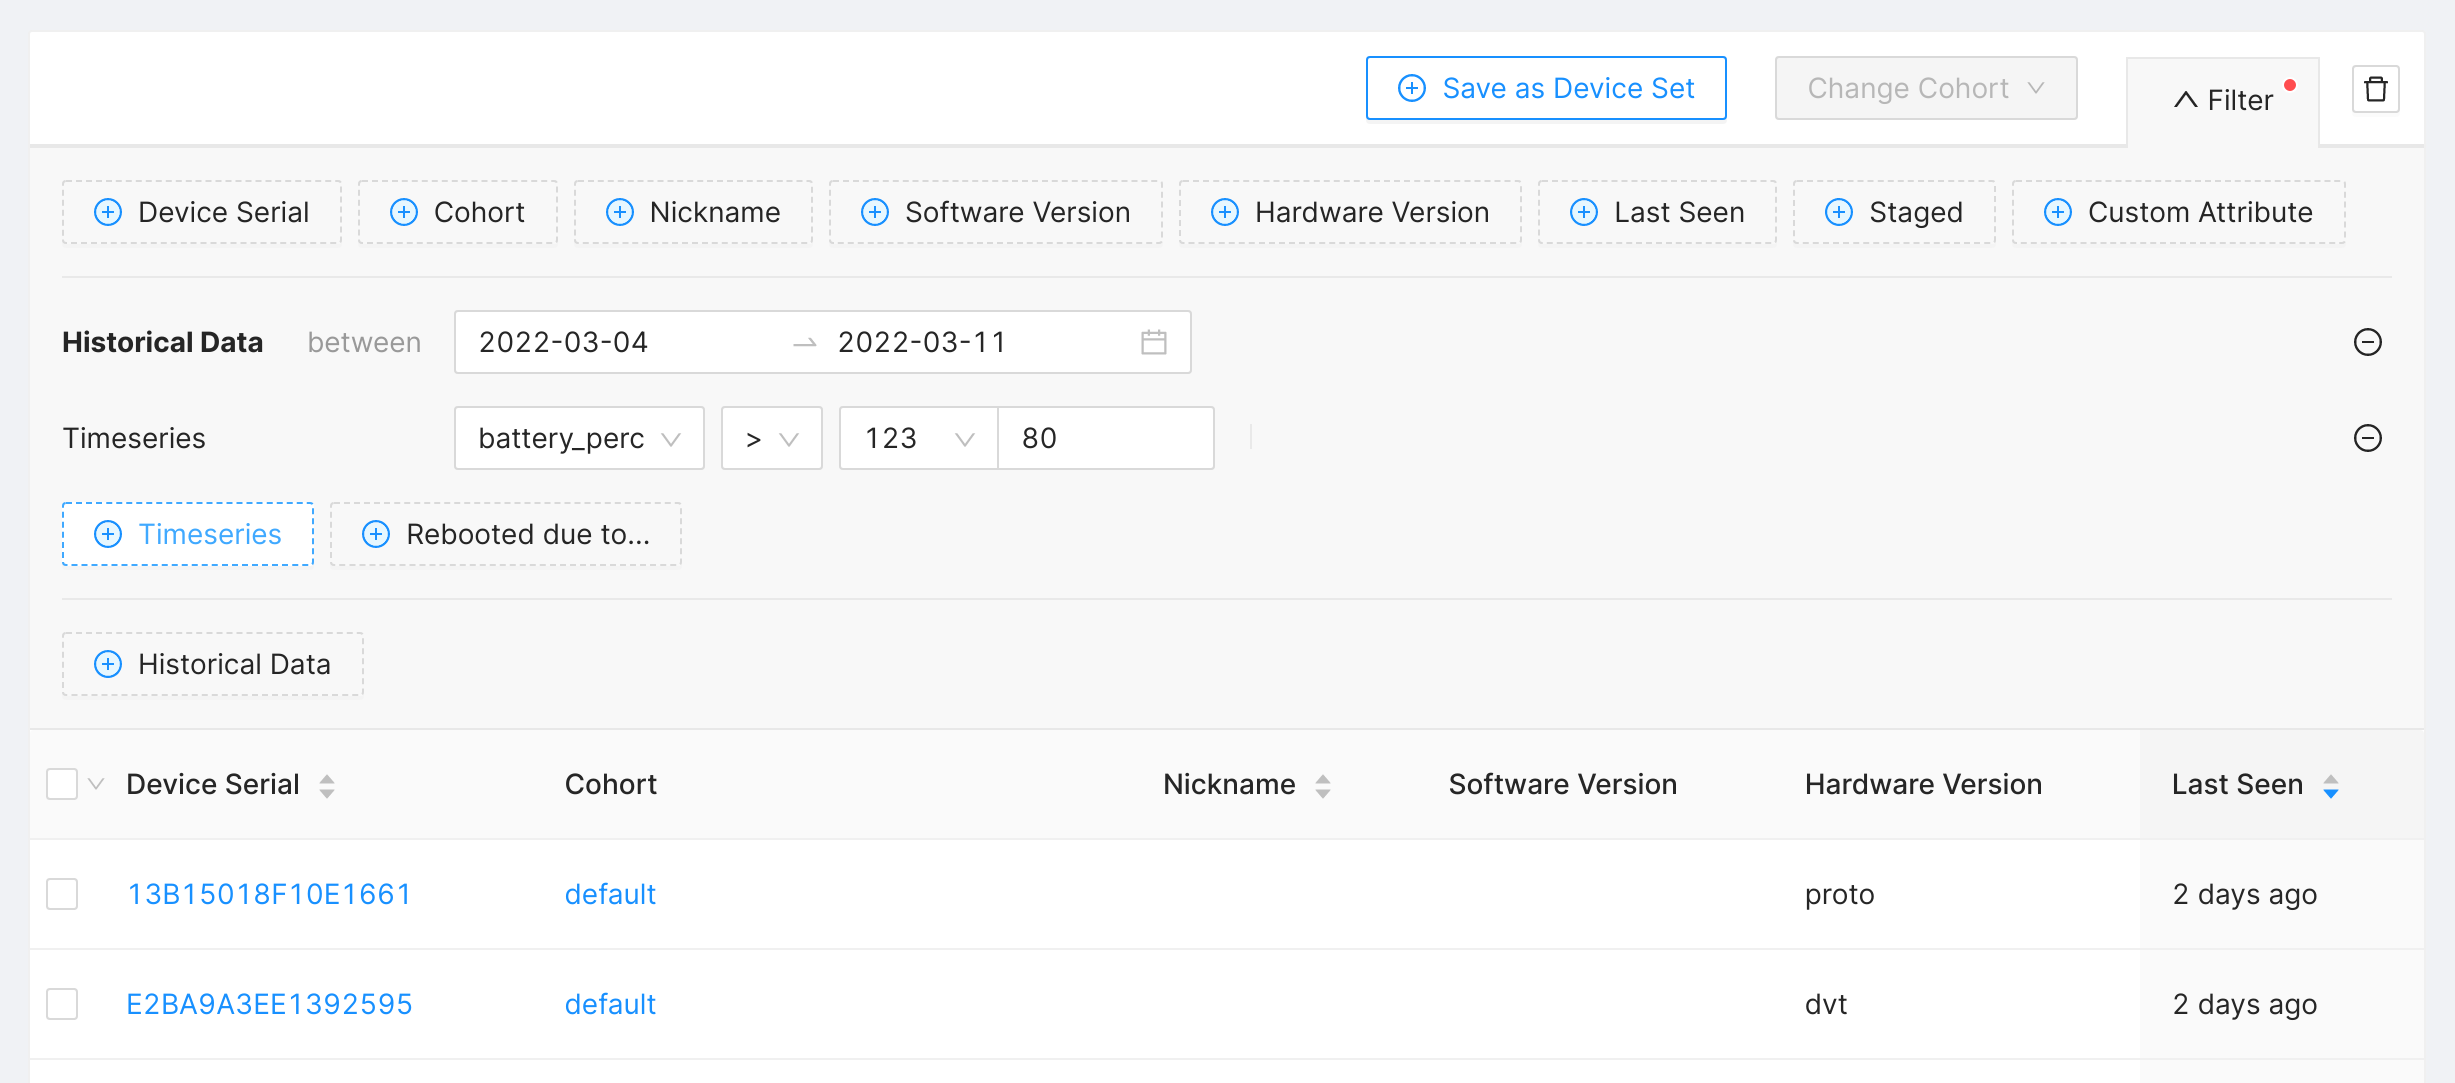 Save as Device Set Change Cohort Filter
Device Serial Cohort Nickname Software Version Hardware Version Last Seen Staged Custom Attribute
Historical Data between 2022-03-04 → 2022-03-11
Timeseries battery_perc > 123 80
Timeseries Rebooted due to...
Historical Data
Device Serial Cohort Nickname Software Version Hardware Version Last Seen
13B15018F10E1661 default proto 2 days ago
E2BA9A3EE1392595 default dvt 2 days ago